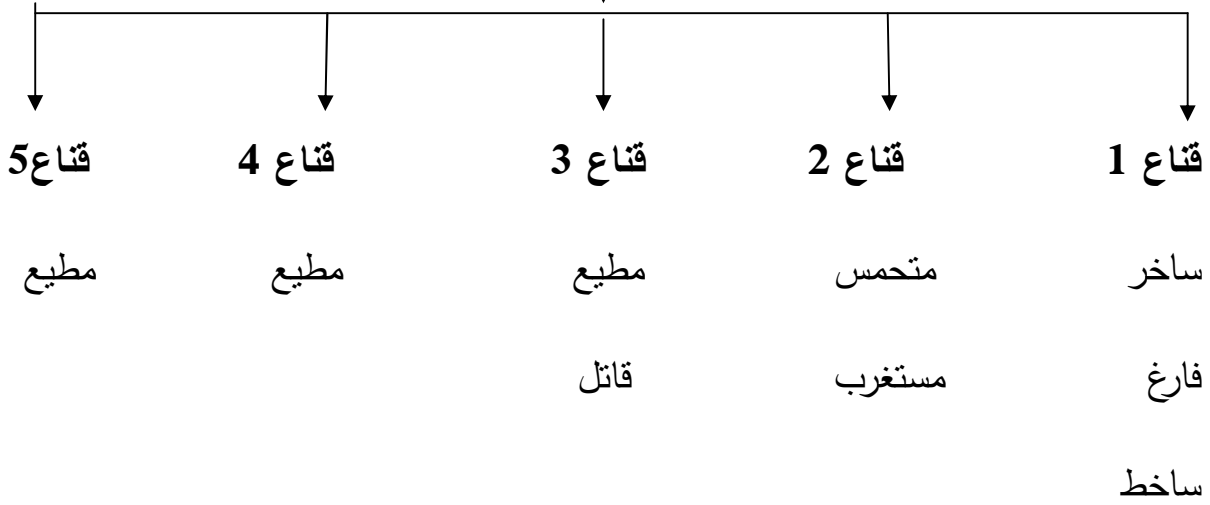 قناع 1 قناع 2 قناع 3 قناع 4 قناع5
ساخر متحمس مطيع مطيع مطيع
فارغ مستغرب قاتل
ساخط